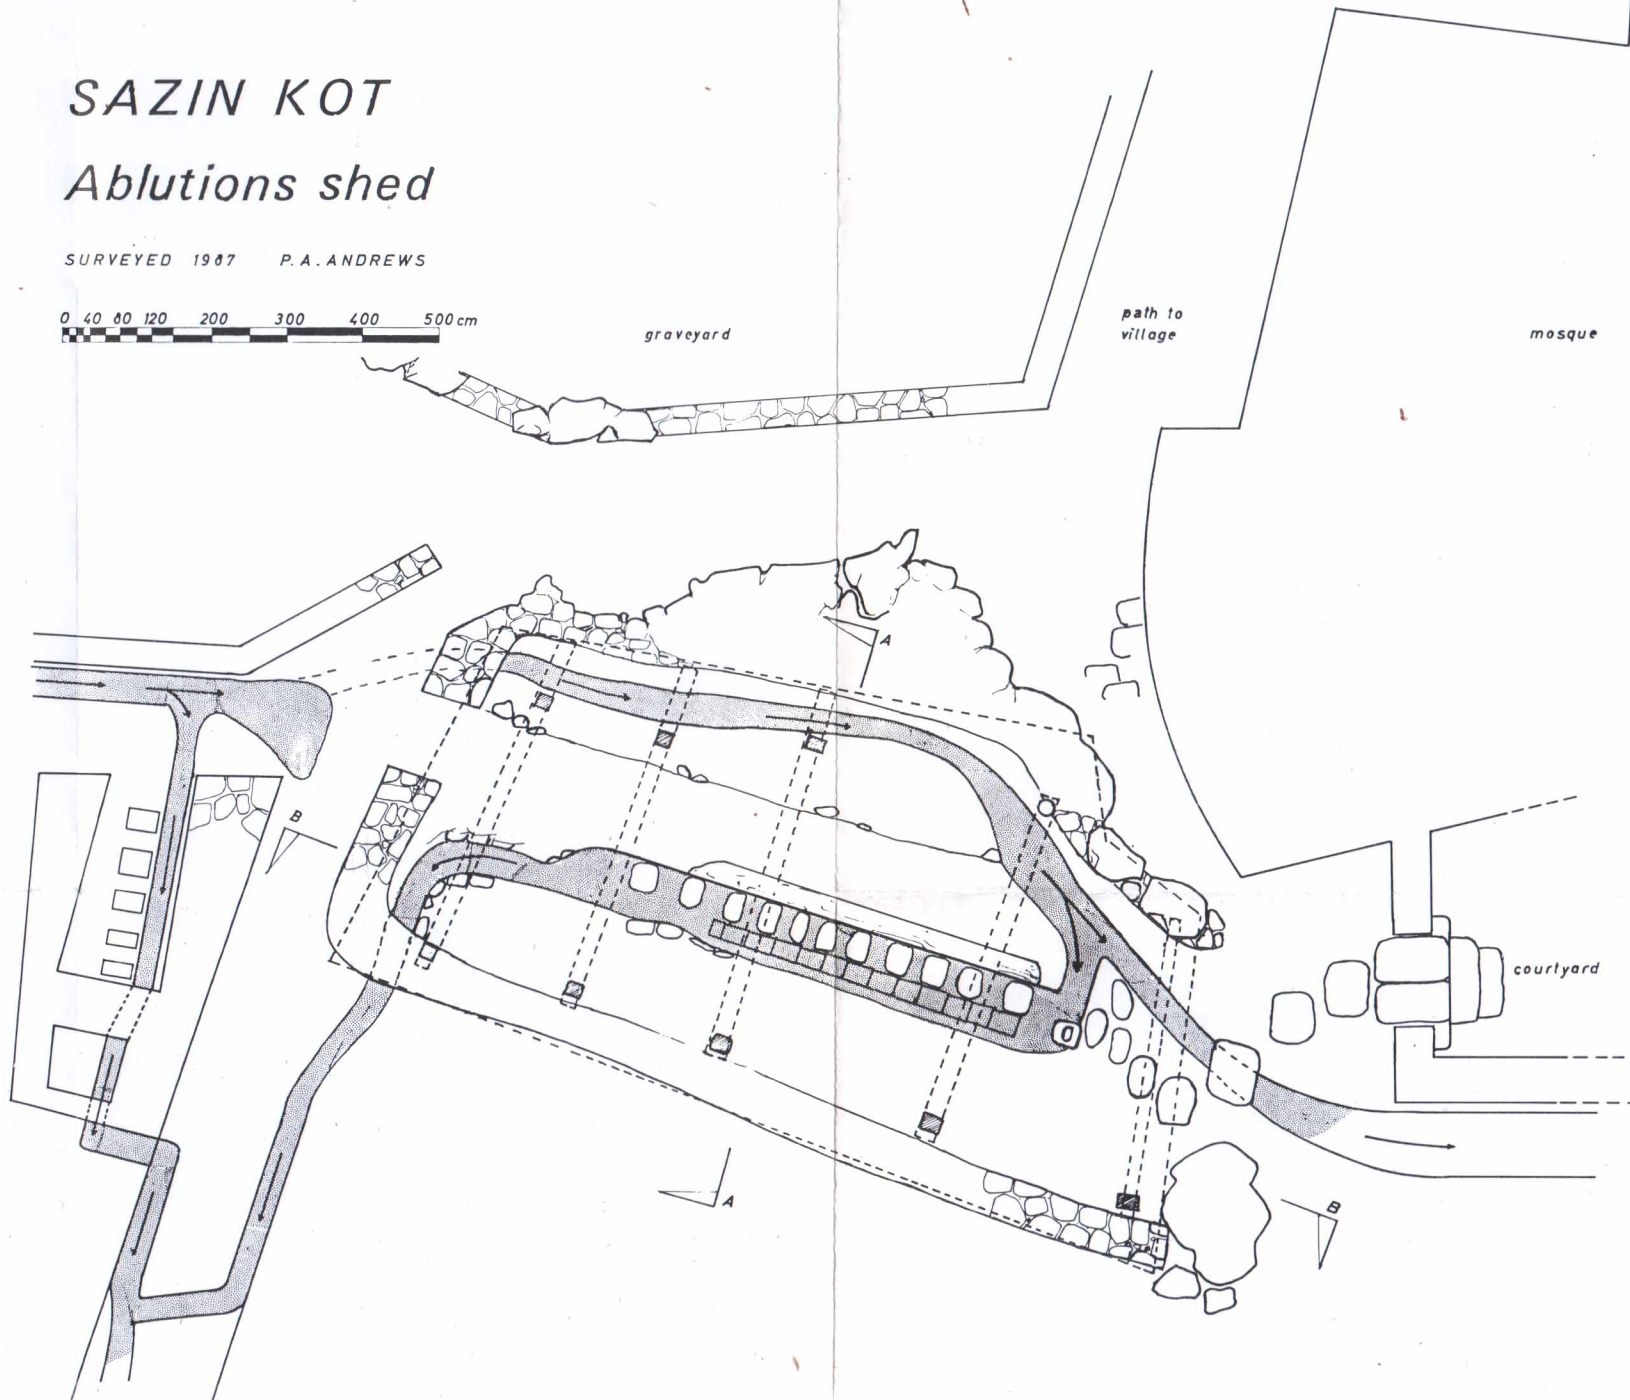 SAZIN KOT
Ablutions shed
SURVEYED 1987 P.A.ANDREWS
0 40 80 120 200 300 400 500 cm
graveyard
path to
village
mosque
A
B
courtyard
A
B